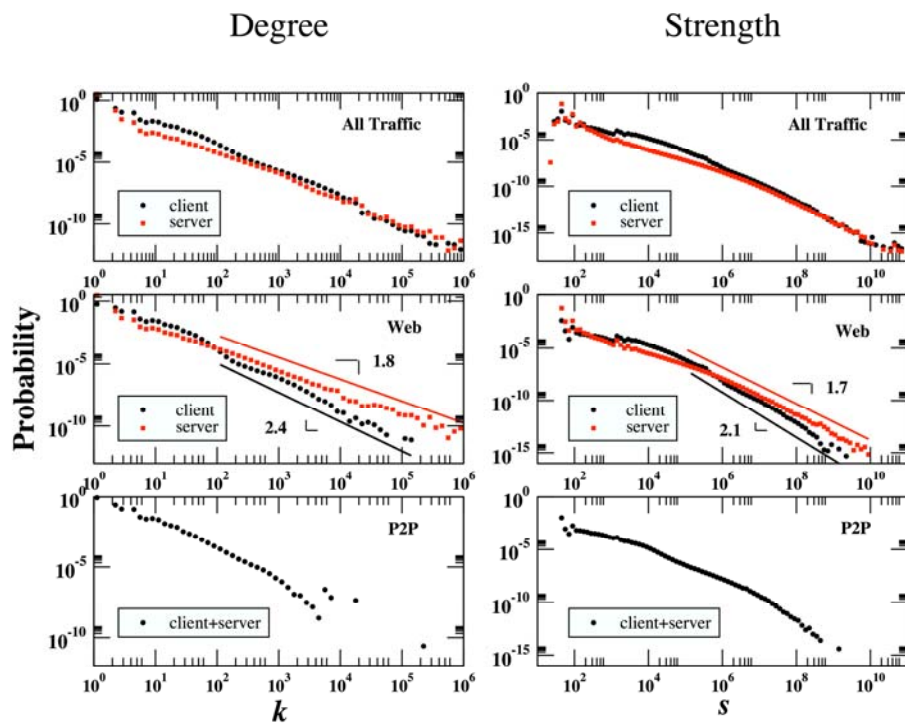 Degree Strength
10^0 10^-5 10^-10 All Traffic client server
10^0 10^1 10^2 10^3 10^4 10^5 10^6
10^0 10^-5 10^-10 10^-15 All Traffic client server
10^2 10^4 10^6 10^8 10^10
Probability
10^0 10^-5 10^-10 Web 1.8 2.4 client server
10^0 10^1 10^2 10^3 10^4 10^5 10^6
10^0 10^-5 10^-10 10^-15 Web 1.7 2.1 client server
10^2 10^4 10^6 10^8 10^10
10^0 10^-5 10^-10 P2P client+server
10^0 10^1 10^2 10^3 10^4 10^5 10^6
k
10^0 10^-5 10^-10 10^-15 P2P client+server
10^2 10^4 10^6 10^8 10^10
s